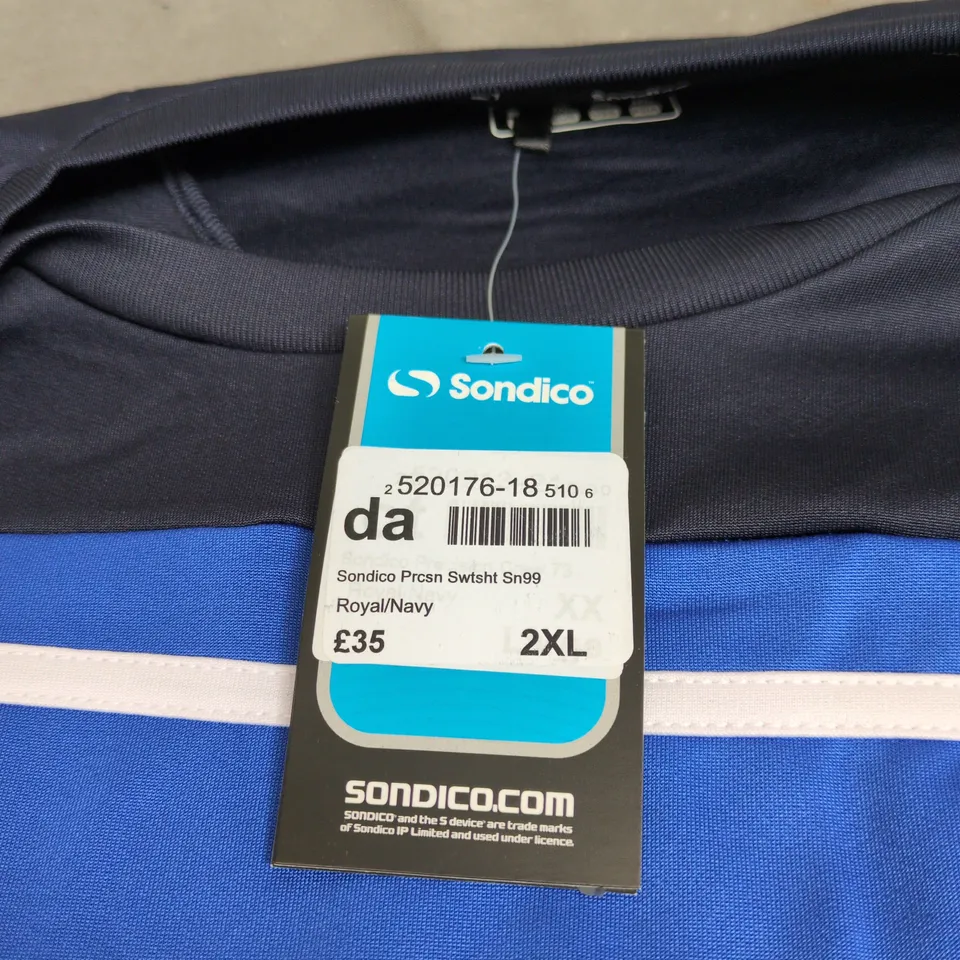 Sondico™
2 520176-18 510 6
da
Sondico Prcsn Swtsht Sn99
Royal/Navy
£35 2XL
SONDICO.COM
SONDICO® and the S device® are trade marks
of Sondico IP Limited and used under licence.